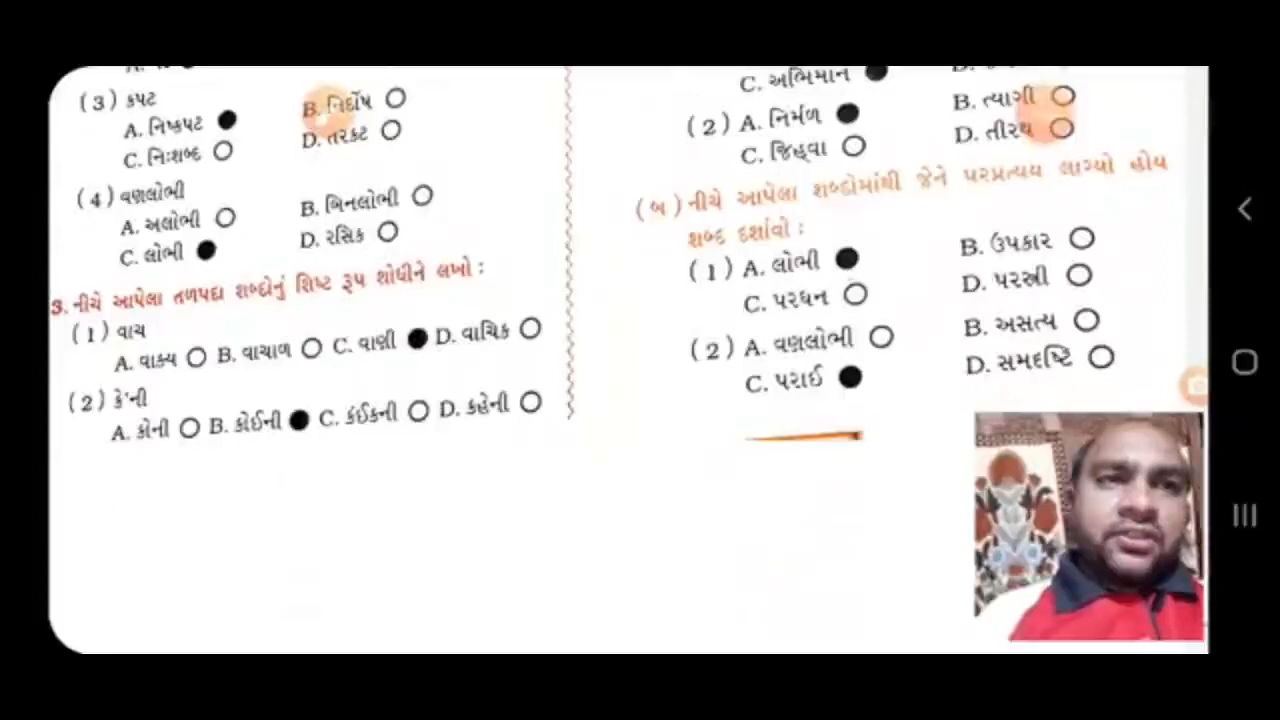 (3) કપટ
A. નિષ્કપટ B. નિર્દોષ
C. નિઃશબ્દ D. તરકટ
(4) વણલોભી
A. અલોભી B. બિનલોભી
C. લોભી D. રસિક
3. નીચે આપેલા તળપદા શબ્દોનું શિષ્ટ રૂપ શોધીને લખો :
(1) વાચ
A. વાક્ય B. વાચાળ C. વાણી D. વાચિક
(2) કે'ની
A. કોની B. કોઈની C. કંઈકની D. કહેની
C. અભિમાન
(2) A. નિર્મળ B. ત્યાગી
C. જિહ્વા D. તીરથ
(બ) નીચે આપેલા શબ્દોમાંથી જેને પરપ્રત્યય લાગ્યો હોય
શબ્દ દર્શાવો :
(1) A. લોભી B. ઉપકાર
C. પરધન D. પરસ્ત્રી
(2) A. વણલોભી B. અસત્ય
C. પરાઈ D. સમદષ્ટિ